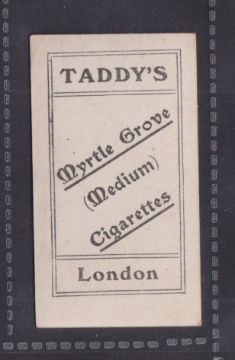 TADDY'S
Myrtle Grove
(Medium)
Cigarettes
London